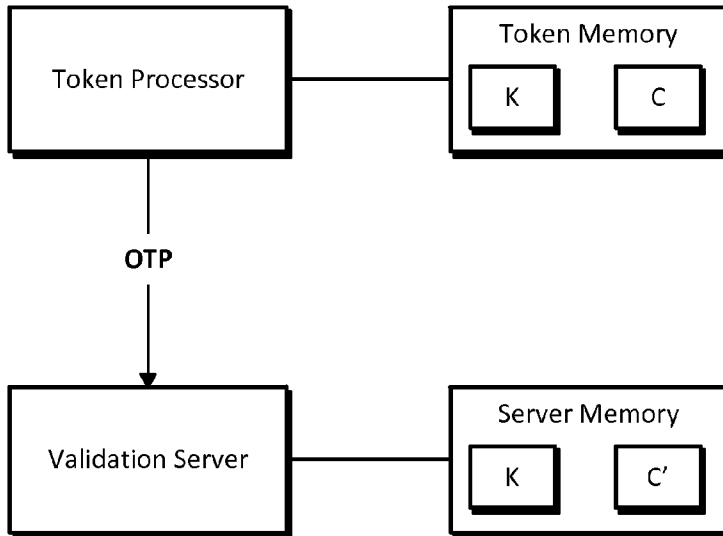 Token Processor
Token Memory
K
C
OTP
Validation Server
Server Memory
K
C’